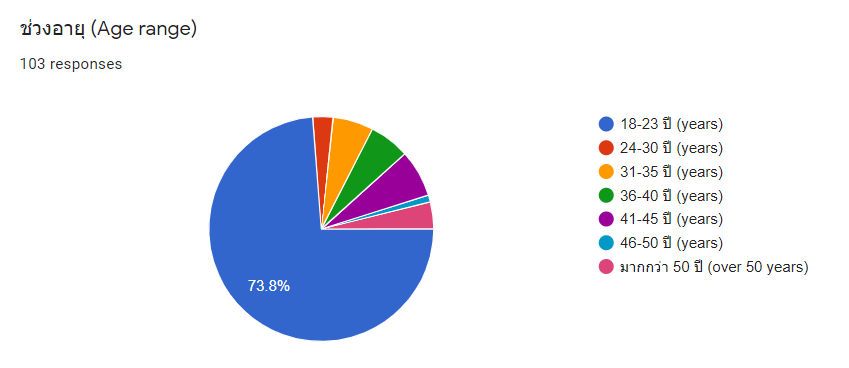 ช่วงอายุ (Age range)
103 responses
73.8%
18-23 ปี (years)
24-30 ปี (years)
31-35 ปี (years)
36-40 ปี (years)
41-45 ปี (years)
46-50 ปี (years)
มากกว่า 50 ปี (over 50 years)